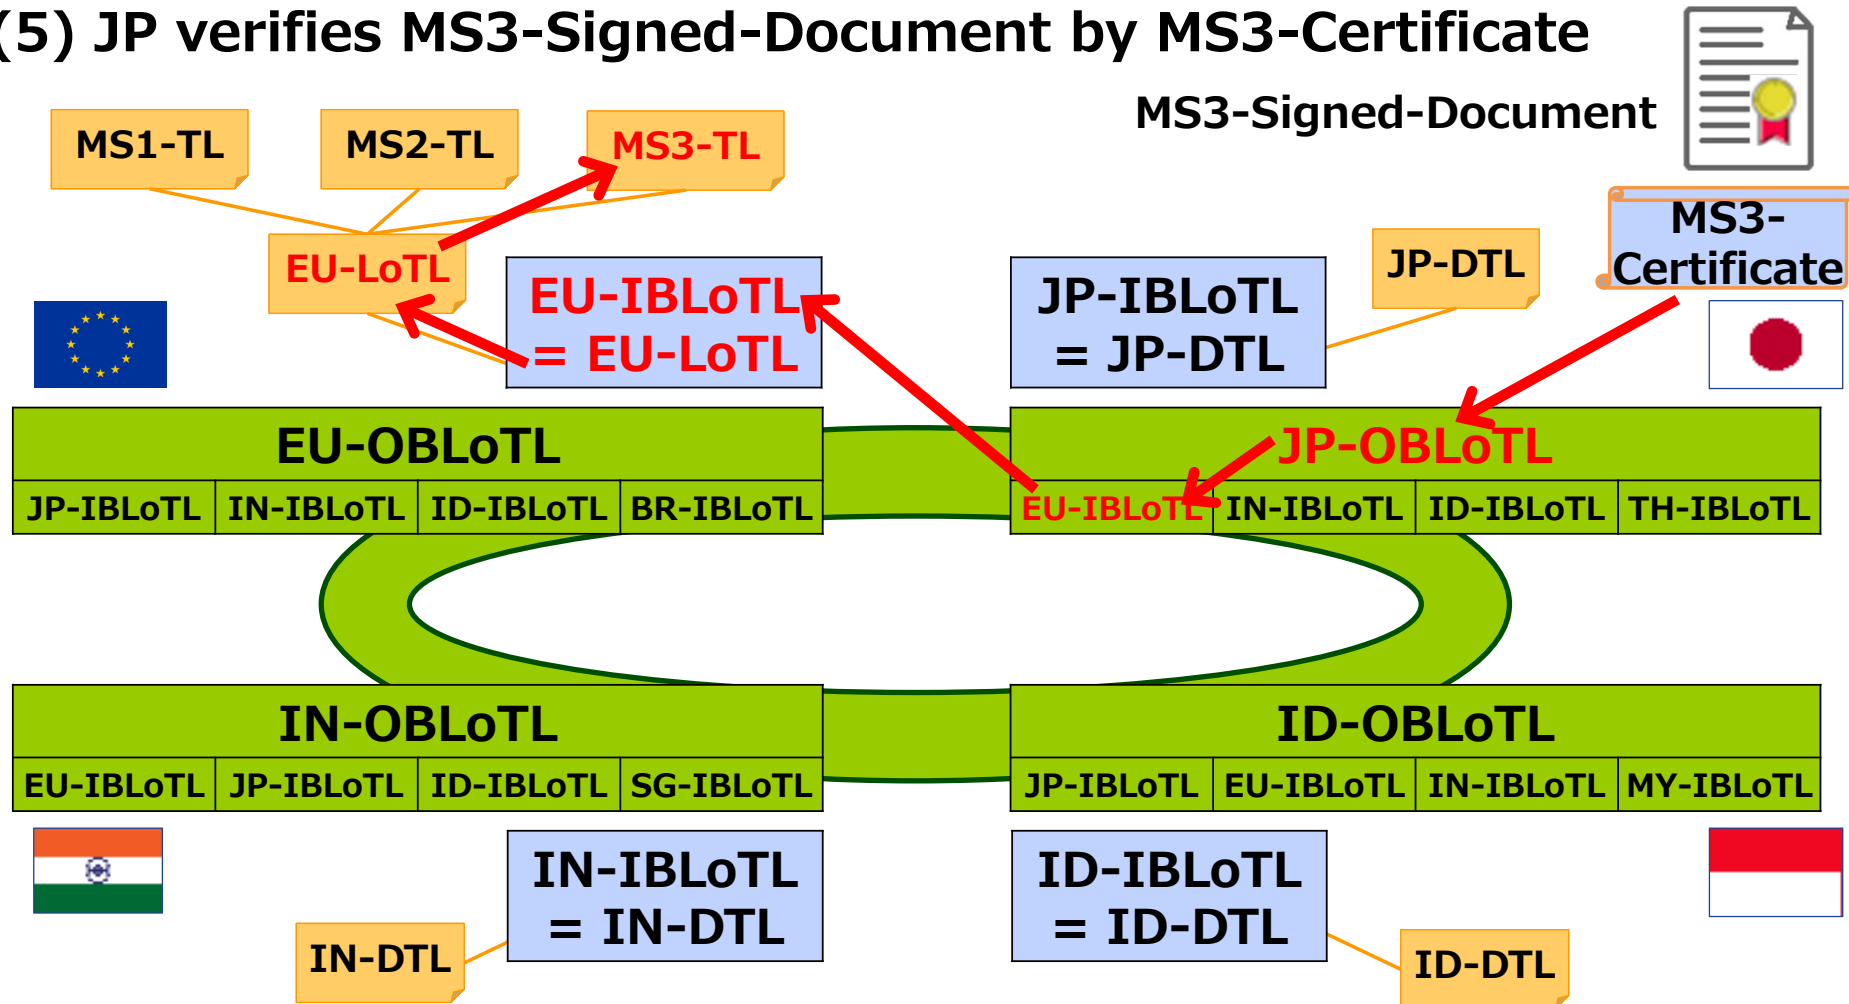 (5) JP verifies MS3-Signed-Document by MS3-Certificate
MS3-Signed-Document
MS1-TL
MS2-TL
MS3-TL
MS3-
Certificate
EU-LoTL
JP-DTL
EU-IBLoTL
= EU-LoTL
JP-IBLoTL
= JP-DTL
EU-OBLoTL
JP-IBLoTL IN-IBLoTL ID-IBLoTL BR-IBLoTL
JP-OBLoTL
EU-IBLoTL IN-IBLoTL ID-IBLoTL TH-IBLoTL
IN-OBLoTL
EU-IBLoTL JP-IBLoTL ID-IBLoTL SG-IBLoTL
ID-OBLoTL
JP-IBLoTL EU-IBLoTL IN-IBLoTL MY-IBLoTL
IN-IBLoTL
= IN-DTL
ID-IBLoTL
= ID-DTL
IN-DTL
ID-DTL